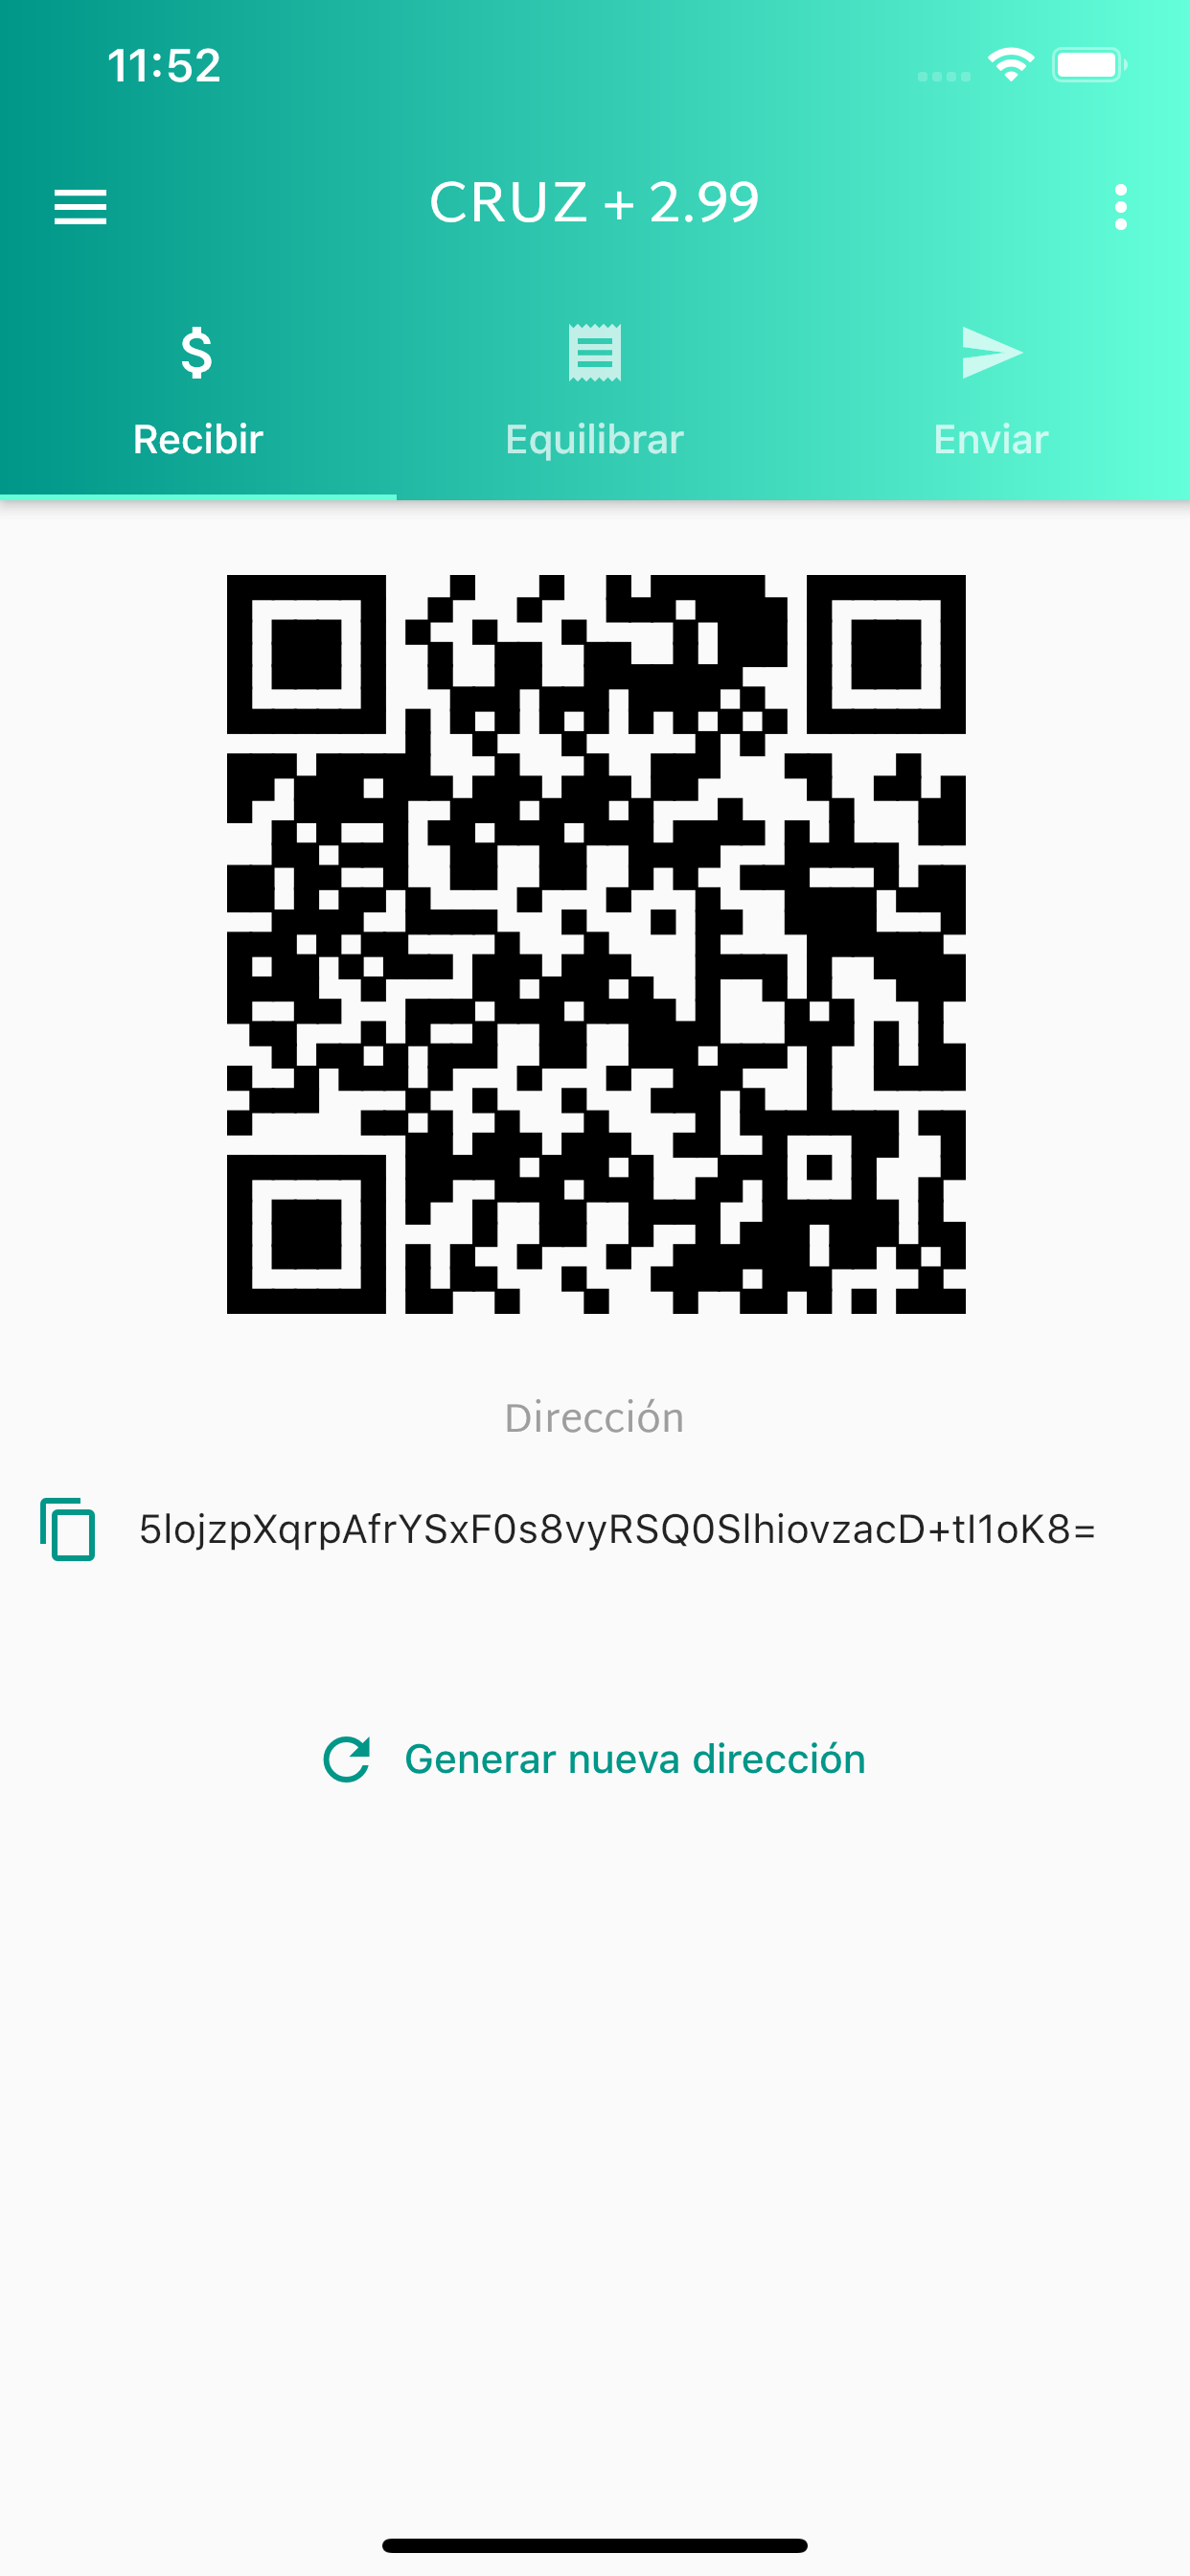 11:52
CRUZ + 2.99
$
Recibir
Equilibrar
Enviar
Dirección
5lojzpXqrpAfrYSxF0s8vyRSQ0SlhiovzacD+tI1oK8=
Generar nueva dirección